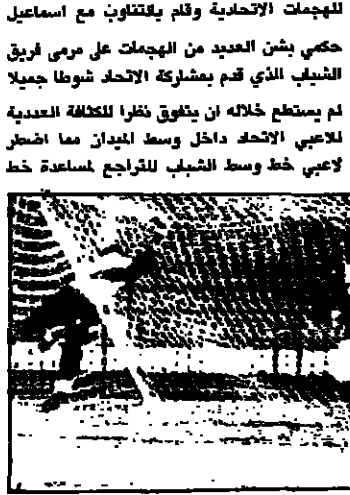 للهجمات الاتحادية وقام بالتناوب مع اسماعيل
حكمي بشن العديد من الهجمات على مرمى فريق
الشباب الذي قدم بمشاركة الاتحاد شوطا جميلا
لم يستطع خلاله ان يتفوق نظرا للكثافة العددية
للاعبي الاتحاد داخل وسط الميدان مما اضطر
لاعبي خط وسط الشباب للتراجع لمساعدة خط